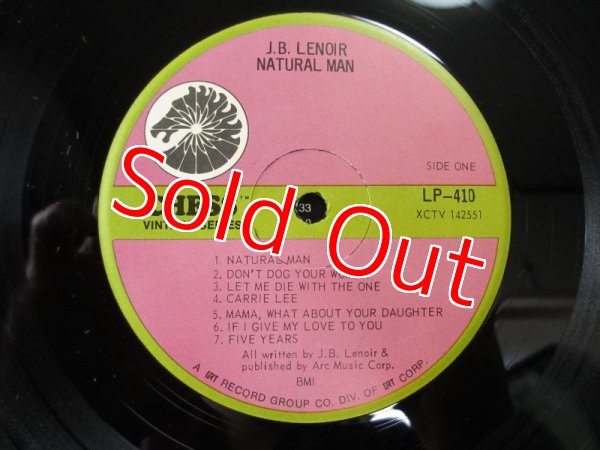 J.B. LENOIR
NATURAL MAN
SIDE ONE
LP-410
XCTV 142551
33
Sold Out
1. NATURAL MAN
2. DON'T DOG YOUR
3. LET ME DIE WITH THE ONE
4. CARRIE LEE
5. MAMA, WHAT ABOUT YOUR DAUGHTER
6. IF I GIVE MY LOVE TO YOU
7. FIVE YEARS
All written by J.B. Lenoir &
published by Arc Music Corp.
BMI
A GRT RECORD GROUP CO. DIV. OF GRT CORP.